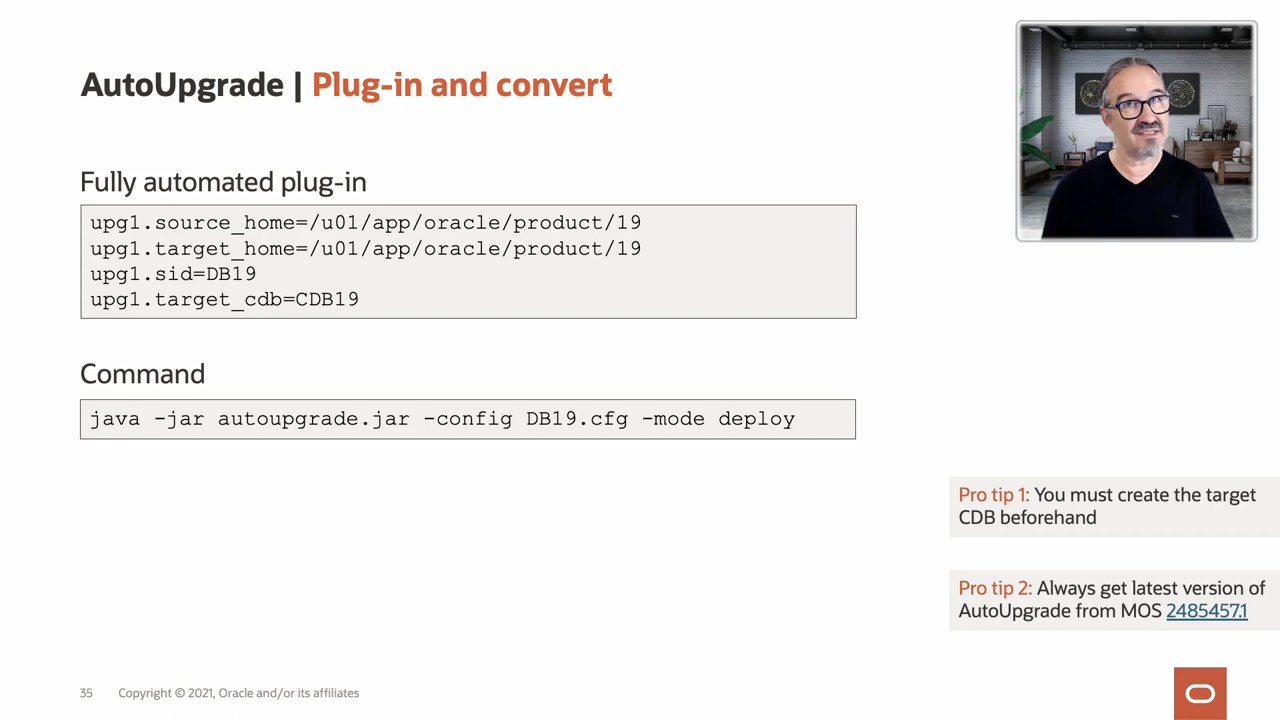 AutoUpgrade | Plug-in and convert
Fully automated plug-in
upg1.source_home=/u01/app/oracle/product/19
upg1.target_home=/u01/app/oracle/product/19
upg1.sid=DB19
upg1.target_cdb=CDB19
Command
java -jar autoupgrade.jar -config DB19.cfg -mode deploy
Pro tip 1: You must create the target
CDB beforehand
Pro tip 2: Always get latest version of
AutoUpgrade from MOS 2485457.1
35 Copyright © 2021, Oracle and/or its affiliates